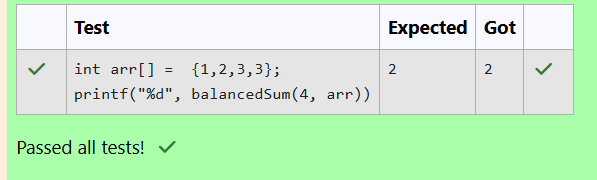 Test Expected Got
int arr[] =  {1,2,3,3}; 2 2
printf("%d", balancedSum(4, arr))
Passed all tests!